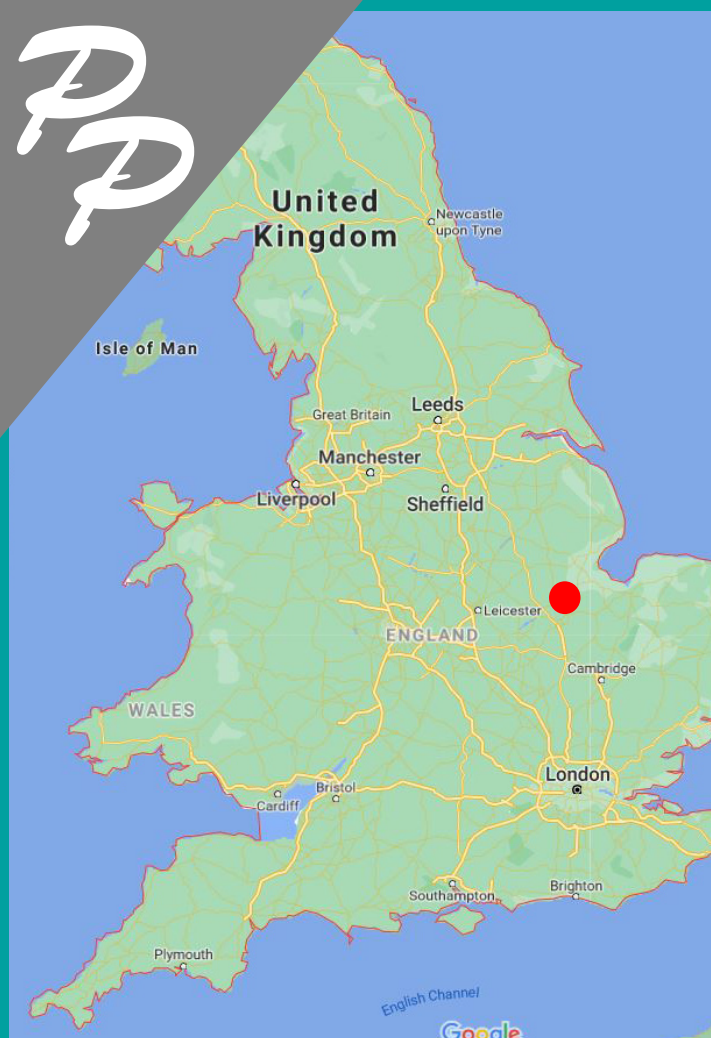 P
P
United
Kingdom
Newcastle
upon Tyne
Isle of Man
Leeds
Great Britain
Manchester
Liverpool
Sheffield
Leicester
ENGLAND
Cambridge
WALES
London
Bristol
Cardiff
Southampton
Brighton
Plymouth
English Channel
Google